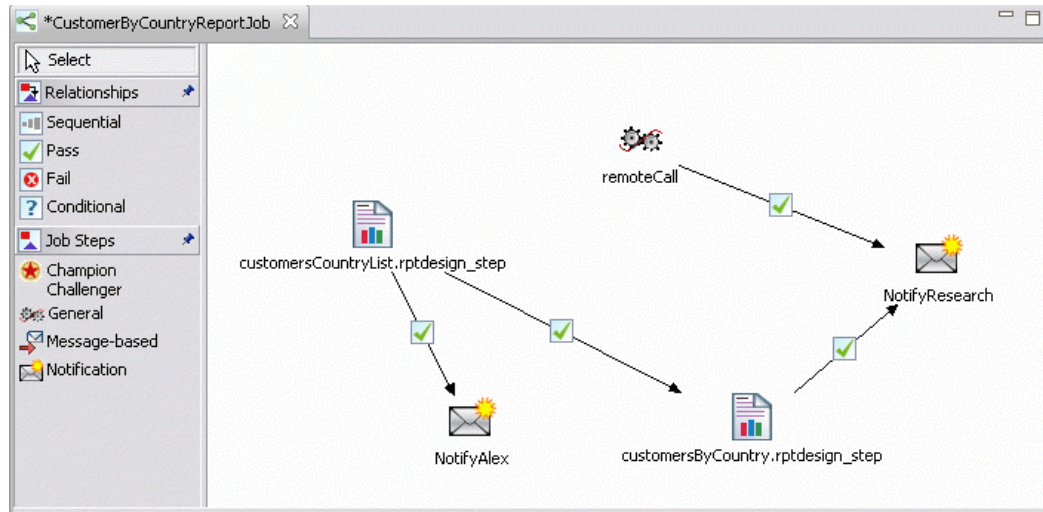 *CustomerByCountryReportJob
Select
Relationships
Sequential
Pass
Fail
Conditional
Job Steps
Champion
Challenger
General
Message-based
Notification
remoteCall
customersCountryList.rptdesign_step
NotifyResearch
NotifyAlex
customersByCountry.rptdesign_step